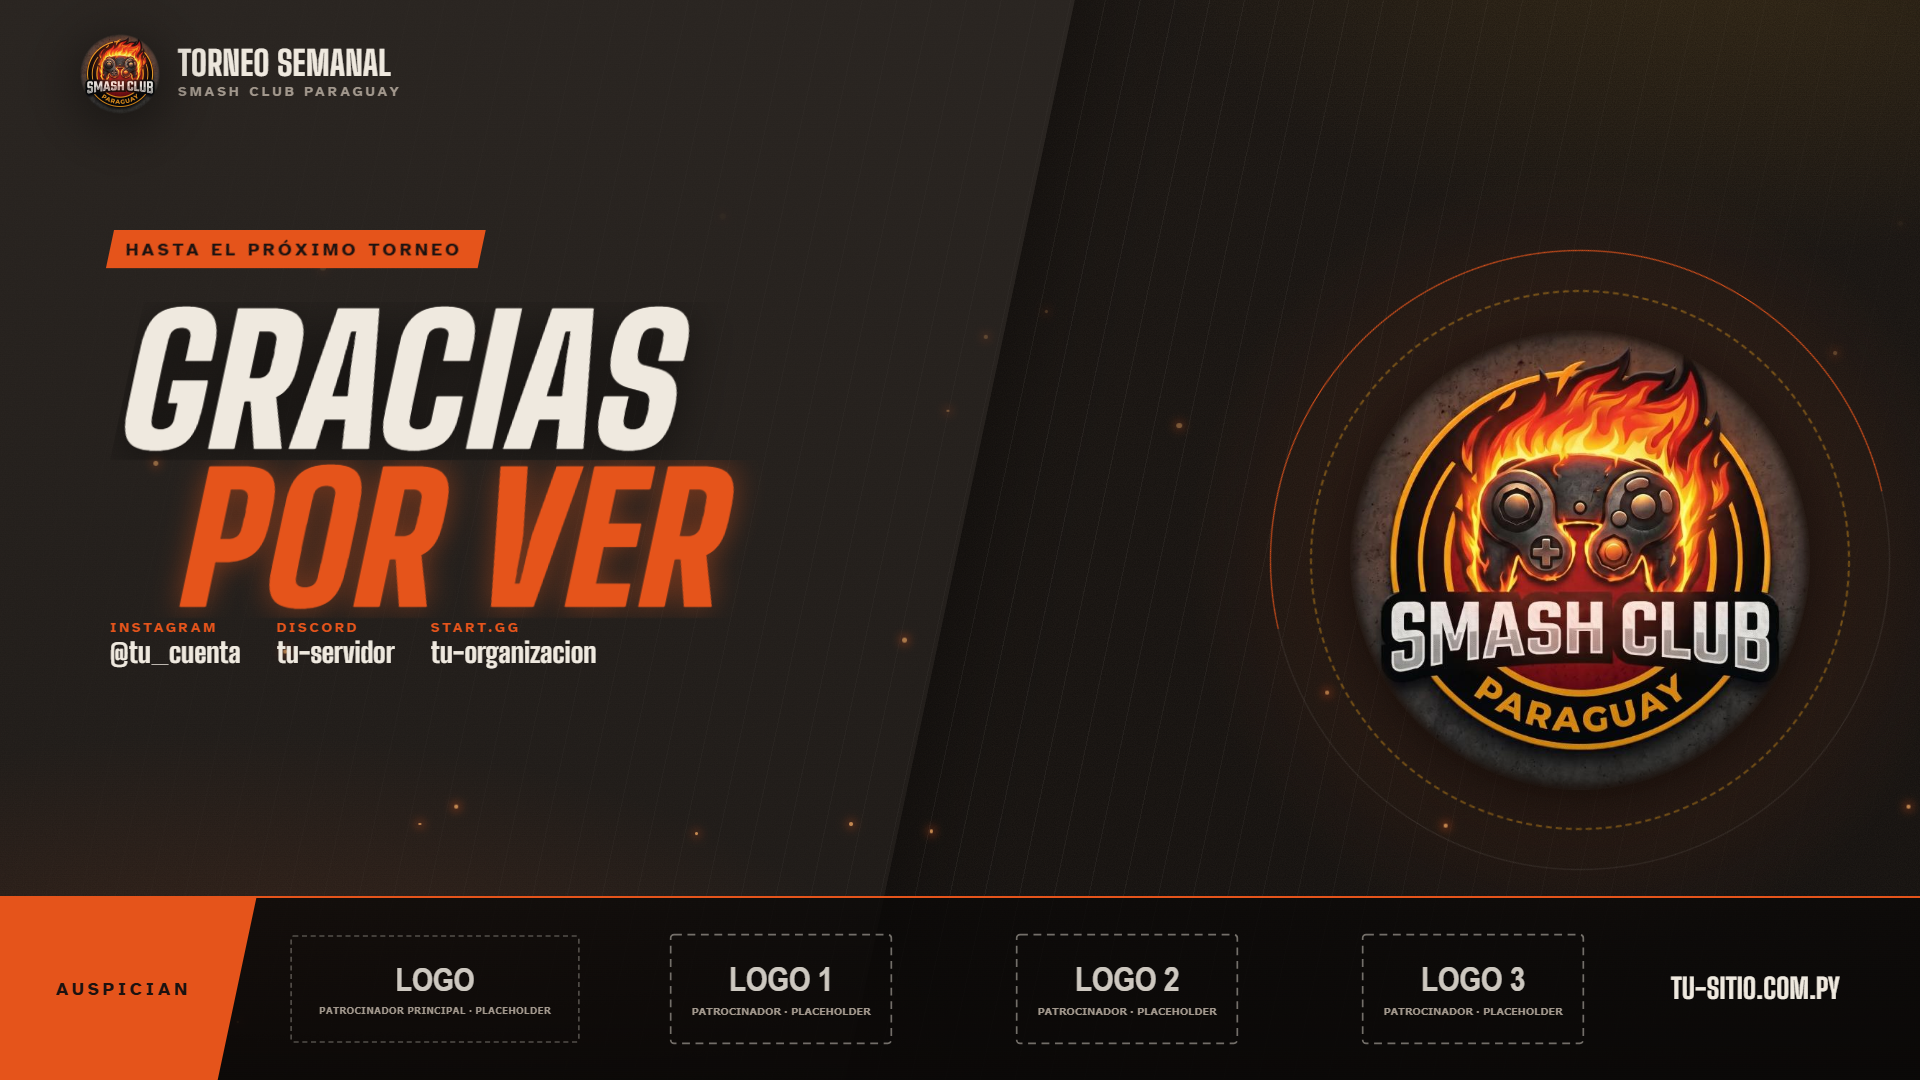 TORNEO SEMANAL
SMASH CLUB PARAGUAY
SMASH CLUB
PARAGUAY
HASTA EL PRÓXIMO TORNEO
GRACIAS
POR VER
INSTAGRAM
@tu_cuenta
DISCORD
tu-servidor
START.GG
tu-organizacion
SMASH CLUB
PARAGUAY
AUSPICIAN
LOGO
PATROCINADOR PRINCIPAL · PLACEHOLDER
LOGO 1
PATROCINADOR · PLACEHOLDER
LOGO 2
PATROCINADOR · PLACEHOLDER
LOGO 3
PATROCINADOR · PLACEHOLDER
TU-SITIO.COM.PY